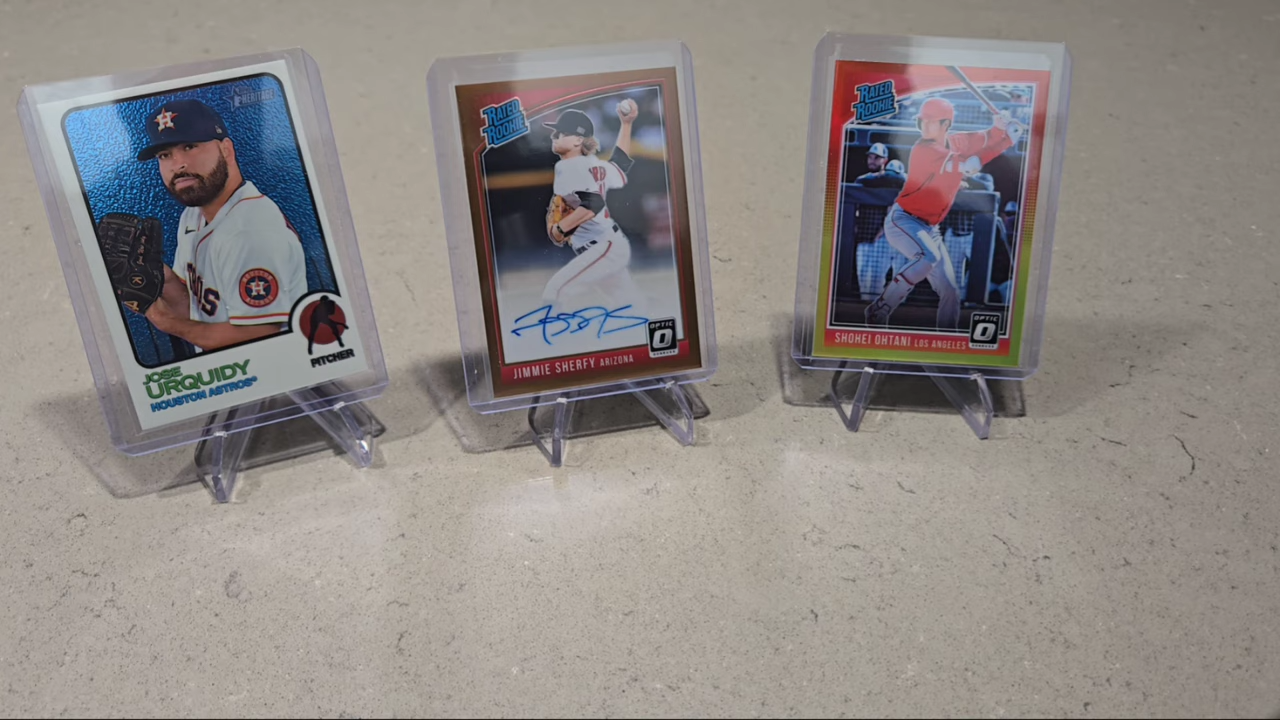 HERITAGE
JOSE
URQUIDY
HOUSTON ASTROS®
PITCHER
RATED
ROOKIE
OPTIC
JIMMIE SHERFY ARIZONA
RATED
ROOKIE
OPTIC
SHOHEI OHTANI LOS ANGELES